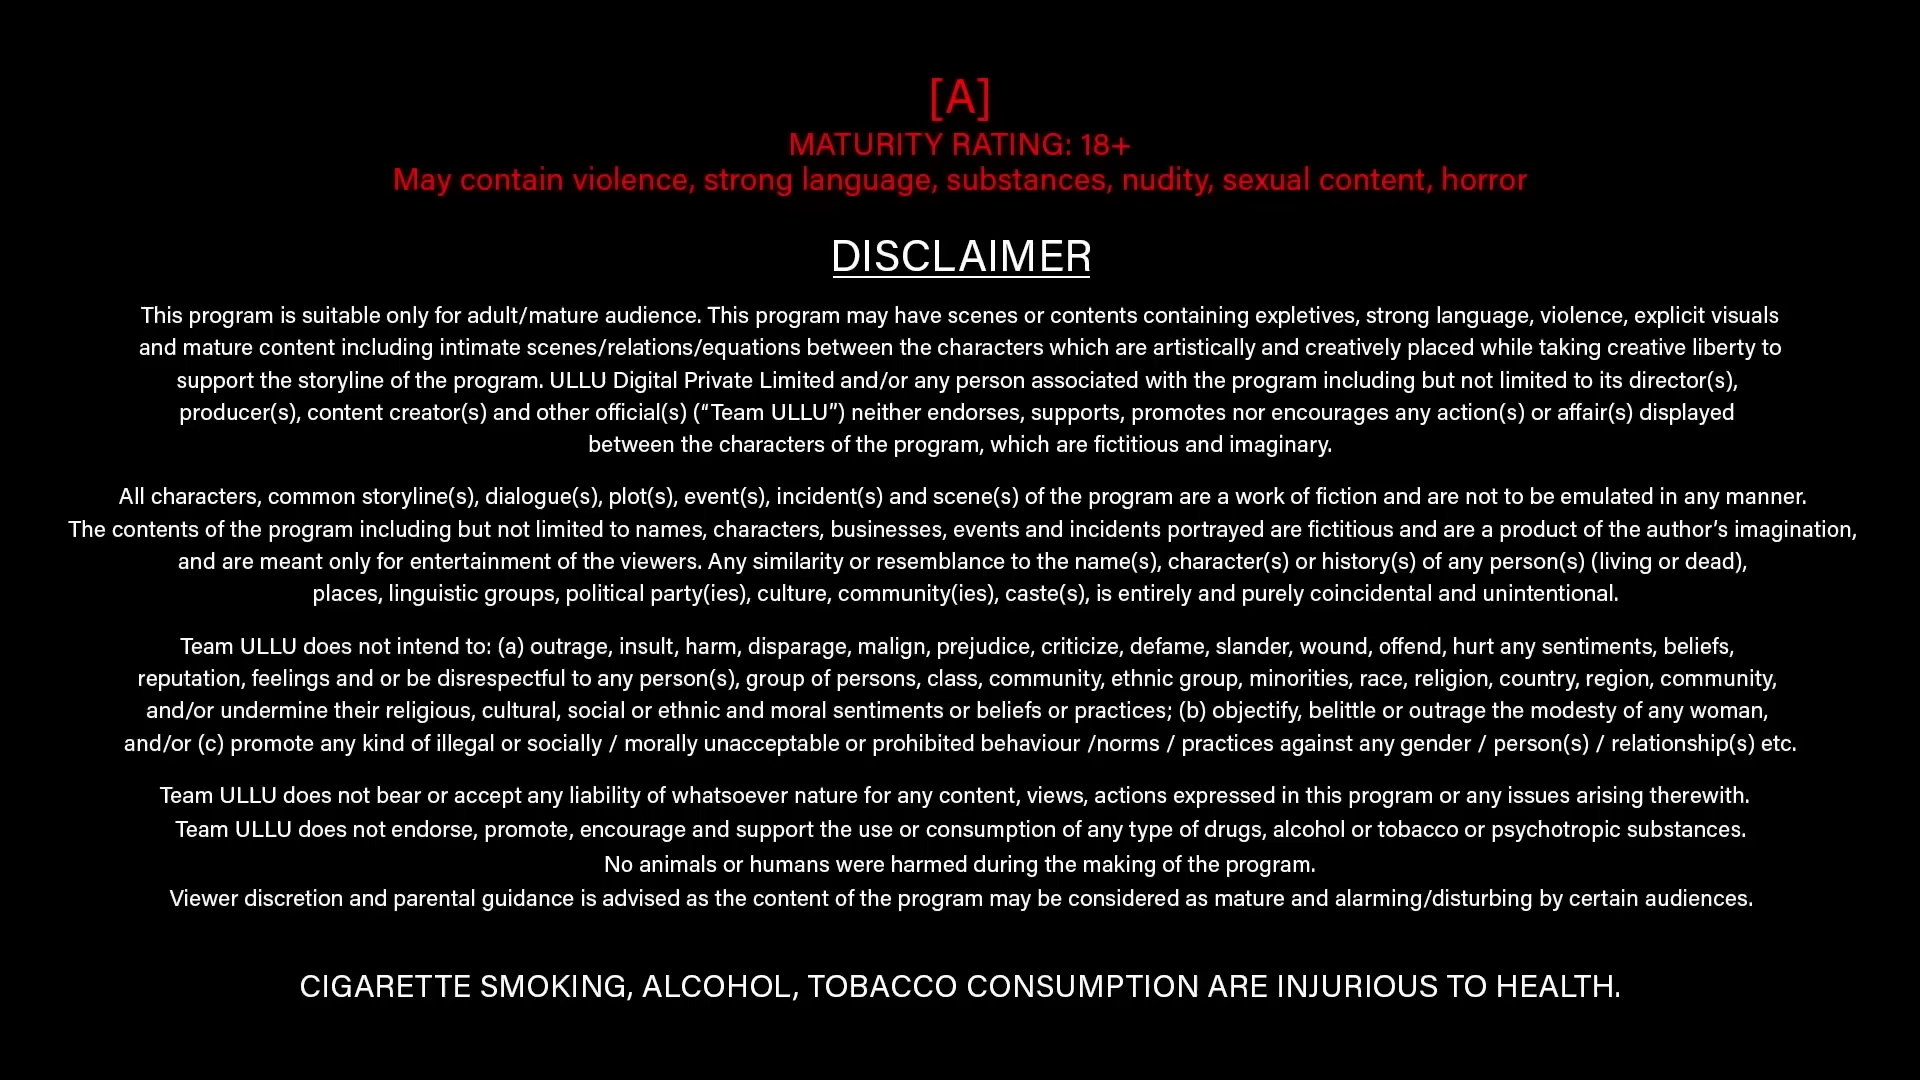 [A]
MATURITY RATING: 18+
May contain violence, strong language, substances, nudity, sexual content, horror
DISCLAIMER
This program is suitable only for adult/mature audience. This program may have scenes or contents containing expletives, strong language, violence, explicit visuals
and mature content including intimate scenes/relations/equations between the characters which are artistically and creatively placed while taking creative liberty to
support the storyline of the program. ULLU Digital Private Limited and/or any person associated with the program including but not limited to its director(s),
producer(s), content creator(s) and other official(s) (“Team ULLU”) neither endorses, supports, promotes nor encourages any action(s) or affair(s) displayed
between the characters of the program, which are fictitious and imaginary.
All characters, common storyline(s), dialogue(s), plot(s), event(s), incident(s) and scene(s) of the program are a work of fiction and are not to be emulated in any manner.
The contents of the program including but not limited to names, characters, businesses, events and incidents portrayed are fictitious and are a product of the author’s imagination,
and are meant only for entertainment of the viewers. Any similarity or resemblance to the name(s), character(s) or history(s) of any person(s) (living or dead),
places, linguistic groups, political party(ies), culture, community(ies), caste(s), is entirely and purely coincidental and unintentional.
Team ULLU does not intend to: (a) outrage, insult, harm, disparage, malign, prejudice, criticize, defame, slander, wound, offend, hurt any sentiments, beliefs,
reputation, feelings and or be disrespectful to any person(s), group of persons, class, community, ethnic group, minorities, race, religion, country, region, community,
and/or undermine their religious, cultural, social or ethnic and moral sentiments or beliefs or practices; (b) objectify, belittle or outrage the modesty of any woman,
and/or (c) promote any kind of illegal or socially / morally unacceptable or prohibited behaviour /norms / practices against any gender / person(s) / relationship(s) etc.
Team ULLU does not bear or accept any liability of whatsoever nature for any content, views, actions expressed in this program or any issues arising therewith.
Team ULLU does not endorse, promote, encourage and support the use or consumption of any type of drugs, alcohol or tobacco or psychotropic substances.
No animals or humans were harmed during the making of the program.
Viewer discretion and parental guidance is advised as the content of the program may be considered as mature and alarming/disturbing by certain audiences.
CIGARETTE SMOKING, ALCOHOL, TOBACCO CONSUMPTION ARE INJURIOUS TO HEALTH.